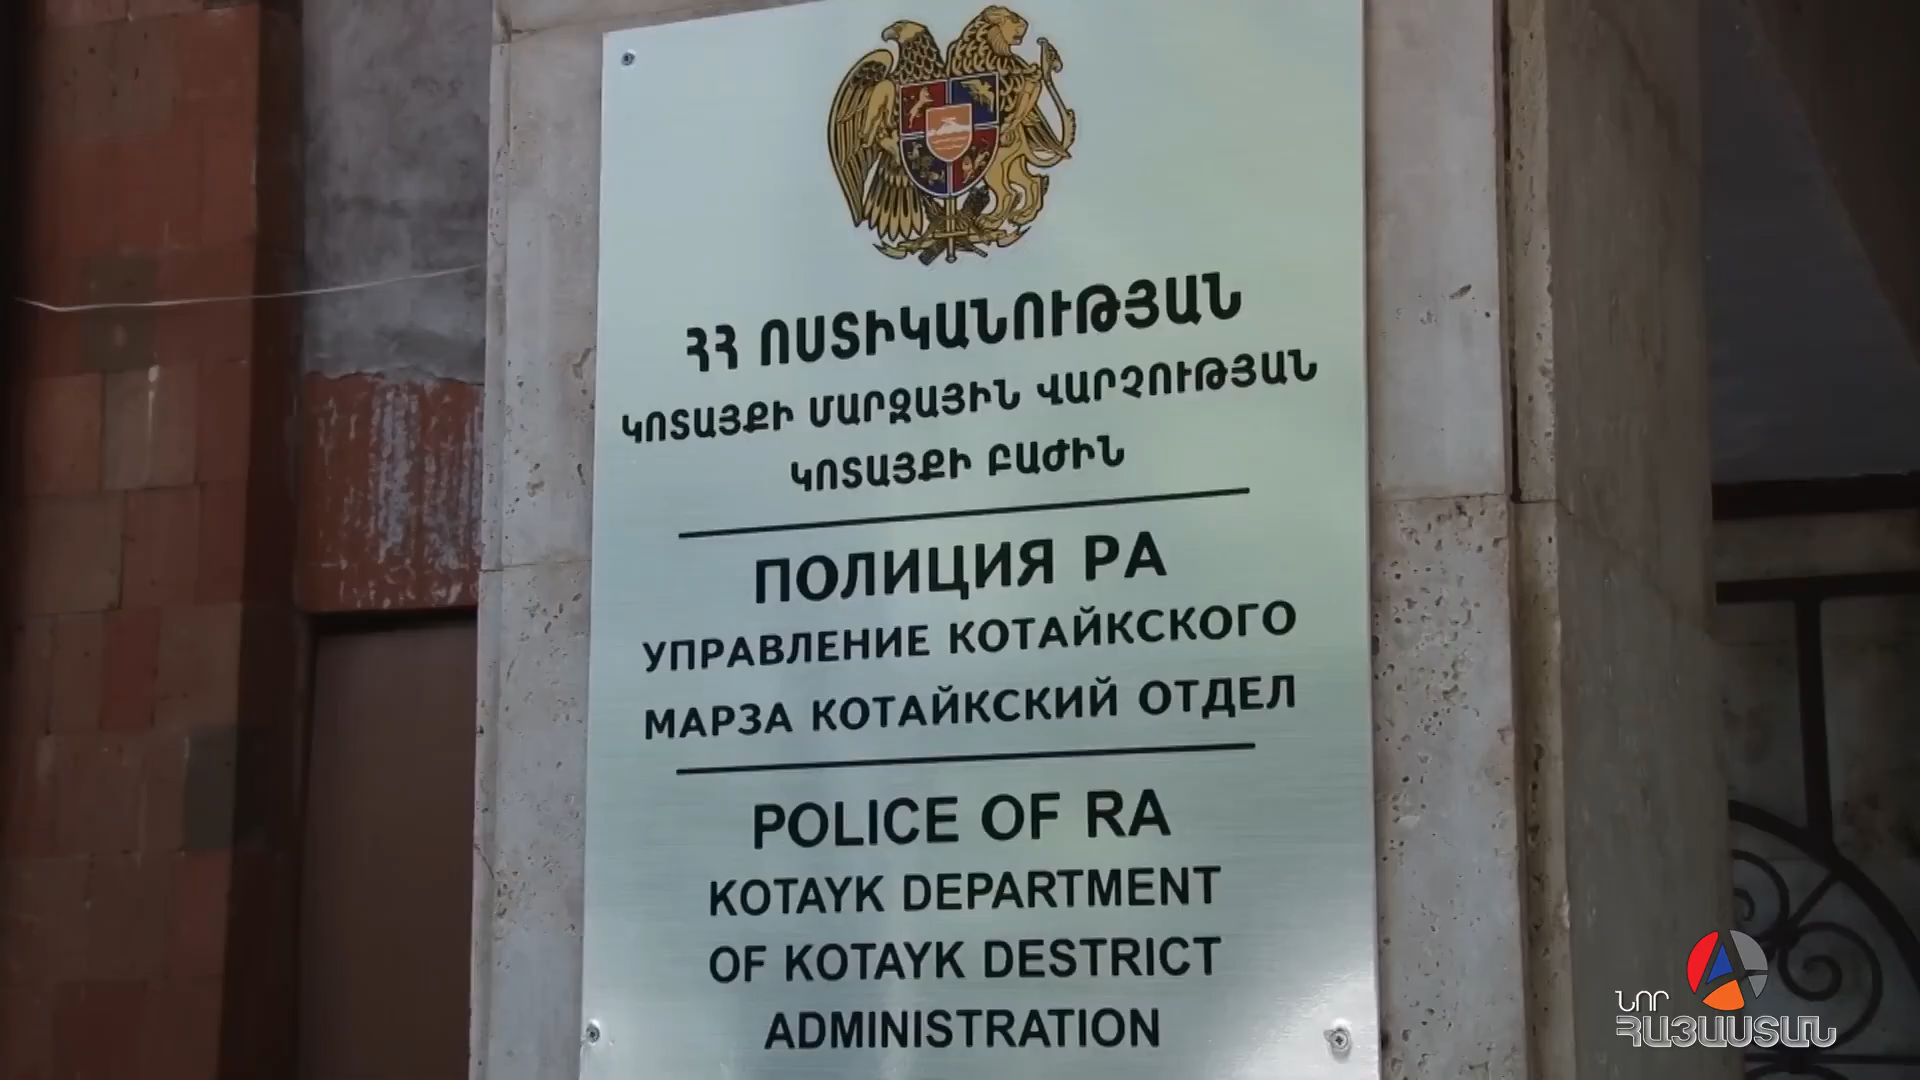 ՀՀ ՈՍՏԻԿԱՆՈՒԹՅԱՆ
ԿՈՏԱՅՔԻ ՄԱՐԶԱՅԻՆ ՎԱՐՉՈՒԹՅԱՆ
ԿՈՏԱՅՔԻ ԲԱԺԻՆ
ПОЛИЦИЯ РА
УПРАВЛЕНИЕ КОТАЙКСКОГО
МАРЗА КОТАЙКСКИЙ ОТДЕЛ
POLICE OF RA
KOTAYK DEPARTMENT
OF KOTAYK DESTRICT
ADMINISTRATION
ՆՈՐ
ՀԱՅԱՍՏԱՆ